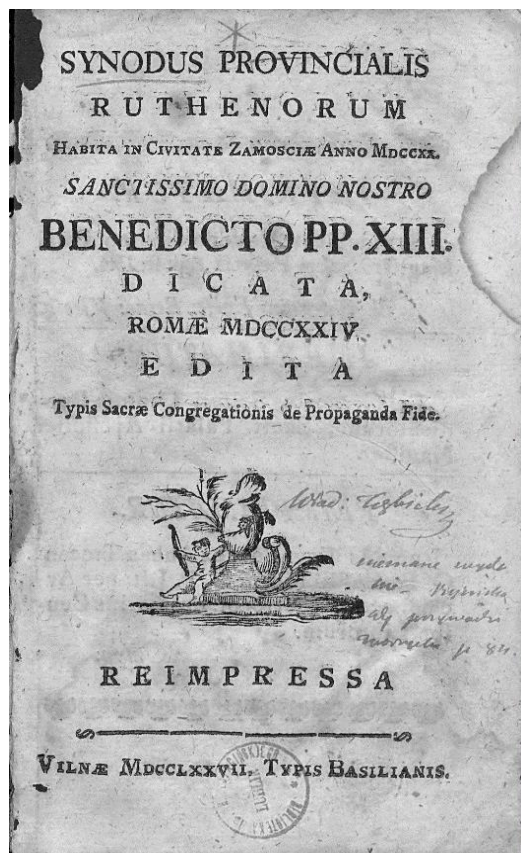 SYNODUS PROVINCIALIS
RUTHENORUM
HABITA IN CIVITATE ZAMOSCIÆ ANNO MDCCXX.
SANCTISSIMO DOMINO NOSTRO
BENEDICTO PP. XIII.
DICATA,
ROMÆ MDCCXXIV
EDITA
Typis Sacræ Congregationis de Propaganda Fide.
REIMPRESSA
VILNÆ MDCCLXXVII. TYPIS BASILIANIS.